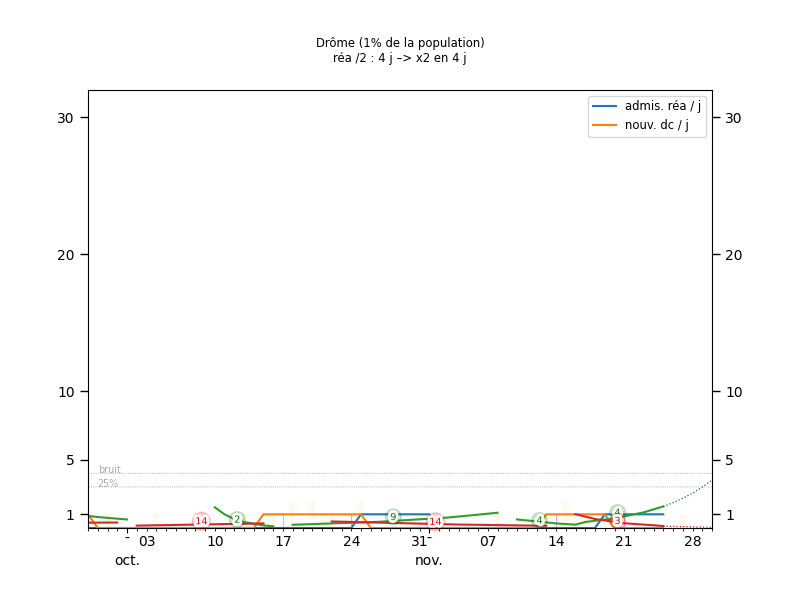 Drôme (1% de la population)
réa /2 : 4 j –> x2 en 4 j
admis. réa / j
nouv. dc / j
30 30
20 20
10 10
5 5
bruit
25%
1 1
14 2 9 14 4 4 3
- 03 10 17 24 31- 07 14 21 28
oct. nov.